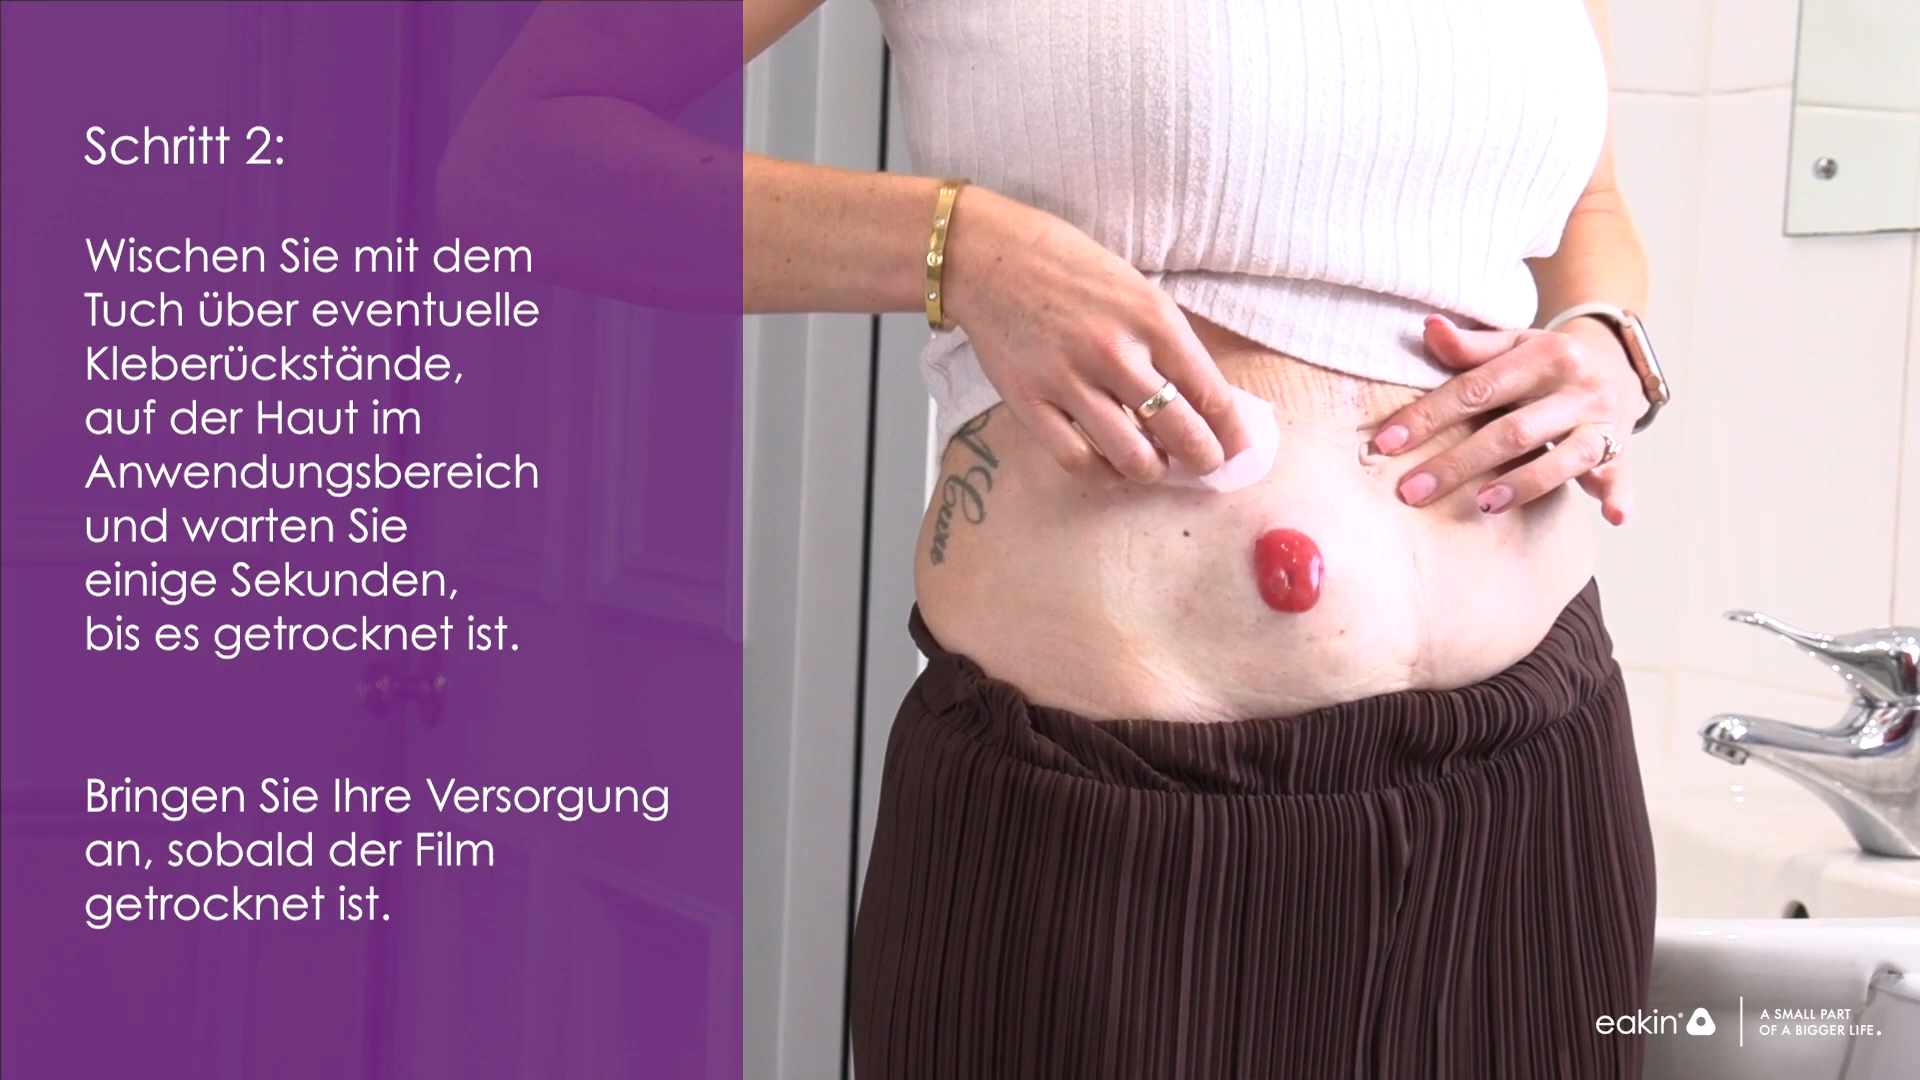 Schritt 2:
Wischen Sie mit dem
Tuch über eventuelle
Kleberückstände,
auf der Haut im
Anwendungsbereich
und warten Sie
einige Sekunden,
bis es getrocknet ist.
Bringen Sie Ihre Versorgung
an, sobald der Film
getrocknet ist.
eakin®
A SMALL PART
OF A BIGGER LIFE.